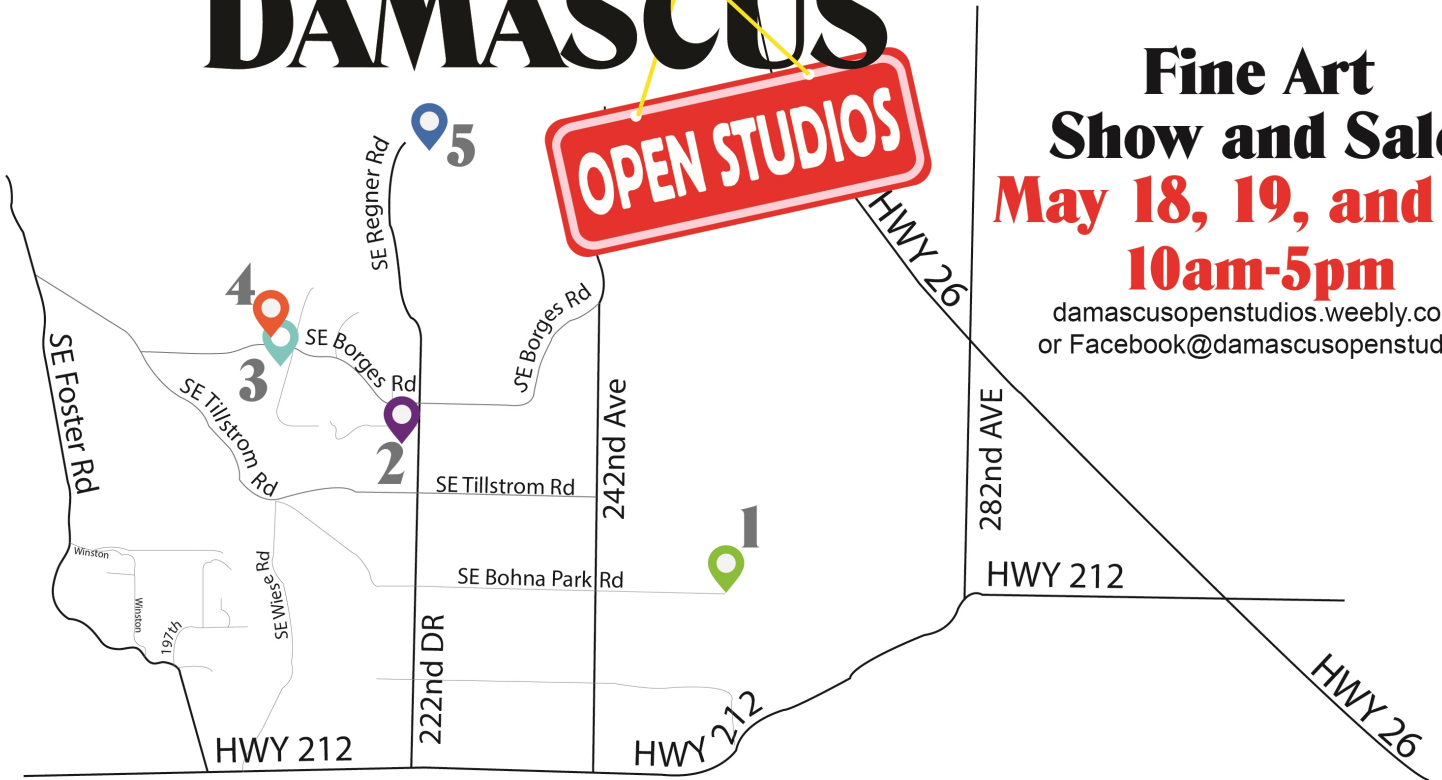 DAMASCUS
OPEN STUDIOS
Fine Art
Show and Sal
May 18, 19, and
10am-5pm
damascusopenstudios.weebly.co
or Facebook@damascusopenstud
5
SE Regner Rd
HWY 26
4
3
SE Borges Rd
SE Borges Rd
SE Foster Rd
SE Tillstrom Rd
2
242nd Ave
282nd AVE
SE Tillstrom Rd
1
Winston
SE Bohna Park Rd
HWY 212
SE Wiese Rd
Winston
197th
222nd DR
HWY 212
HWY 212
HWY 26